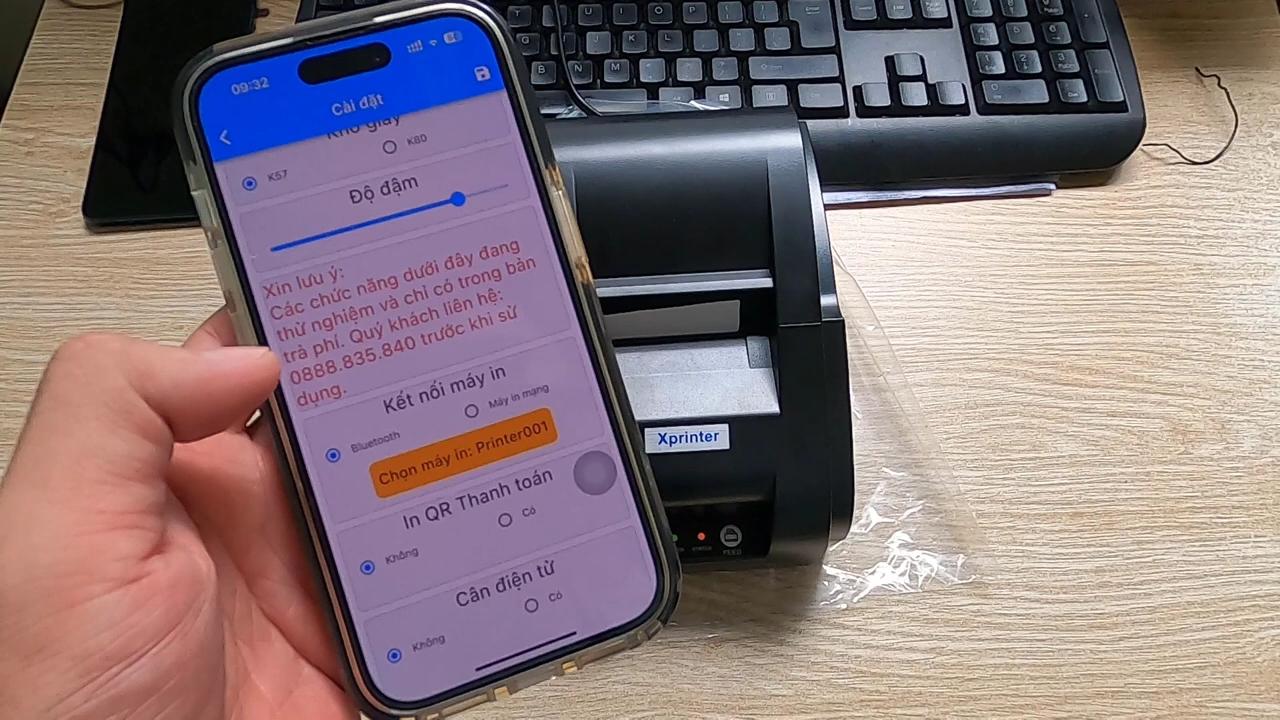 09:32
Cài đặt
Khổ giấy
K57
K80
Độ đậm
Xin lưu ý:
Các chức năng dưới đây đang
thử nghiệm và chỉ có trong bản
trả phí. Quý khách liên hệ:
0888.835.840 trước khi sử
dụng.
Kết nối máy in
Bluetooth
Máy in mạng
Chọn máy in: Printer001
In QR Thanh toán
Không
Có
Cân điện tử
Không
Có
Xprinter
FEED